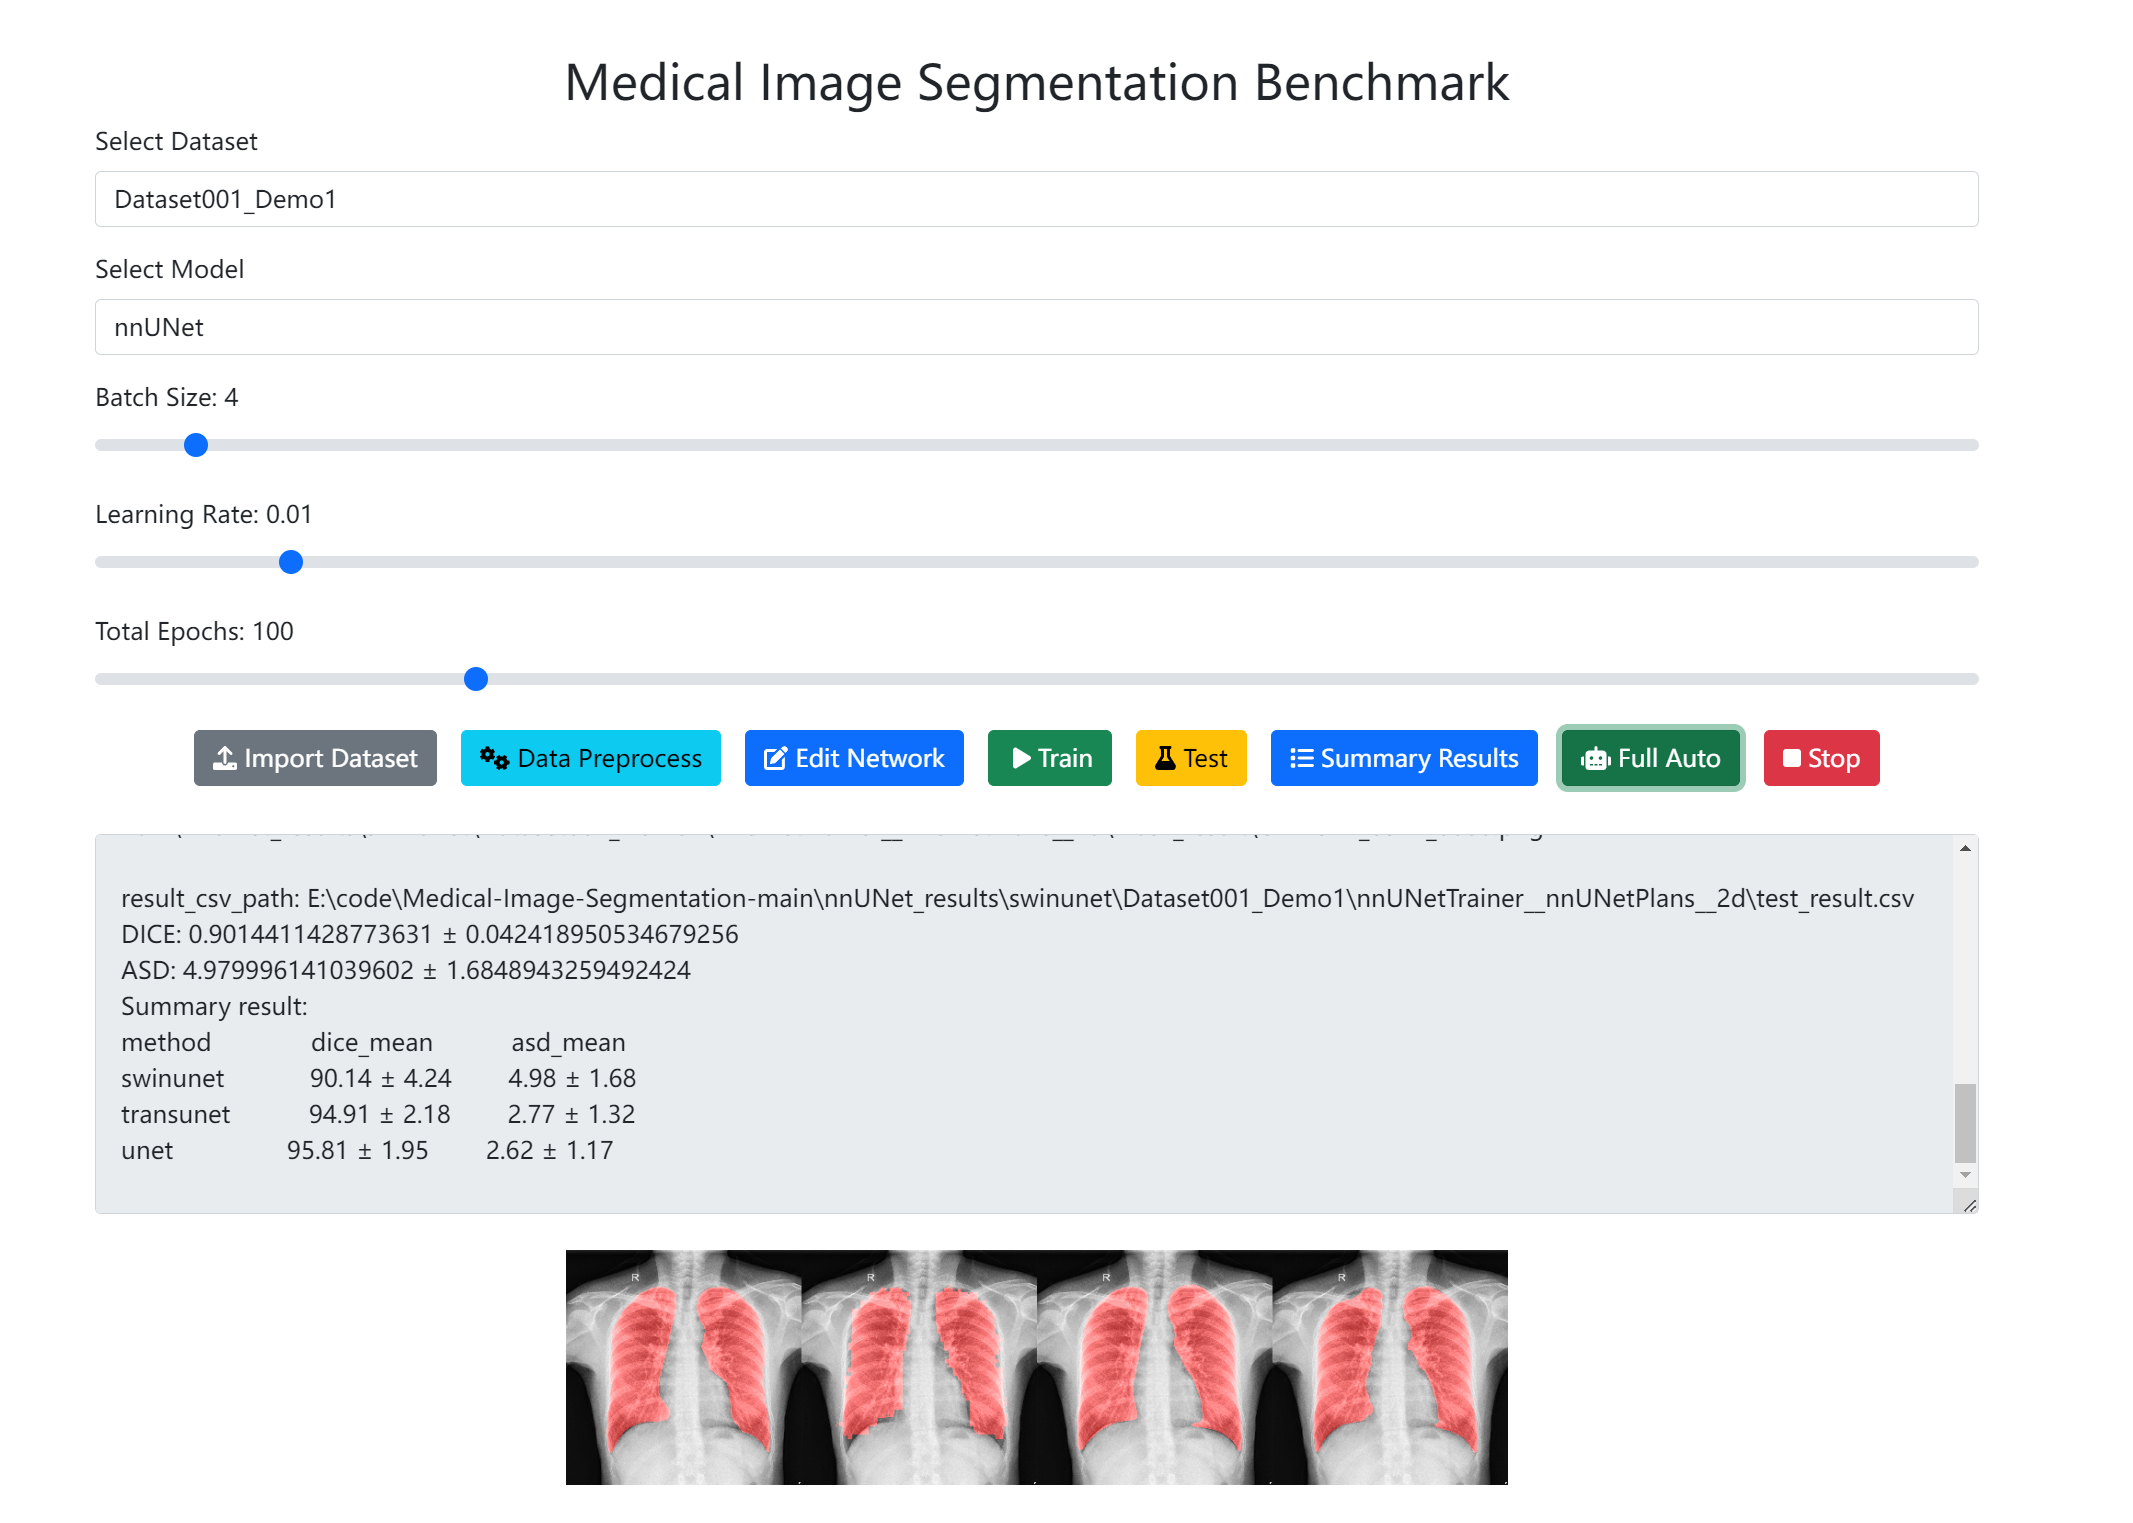 Medical Image Segmentation Benchmark
Select Dataset
Dataset001_Demo1
Select Model
nnUNet
Batch Size: 4
Learning Rate: 0.01
Total Epochs: 100
Import Dataset Data Preprocess Edit Network Train Test Summary Results Full Auto Stop
result_csv_path: E:\code\Medical-Image-Segmentation-main\nnUNet_results\swinunet\Dataset001_Demo1\nnUNetTrainer__nnUNetPlans__2d\test_result.csv
DICE: 0.9014411428773631 ± 0.042418950534679256
ASD: 4.979996141039602 ± 1.6848943259492424
Summary result:
method dice_mean asd_mean
swinunet 90.14 ± 4.24 4.98 ± 1.68
transunet 94.91 ± 2.18 2.77 ± 1.32
unet 95.81 ± 1.95 2.62 ± 1.17
R R R R